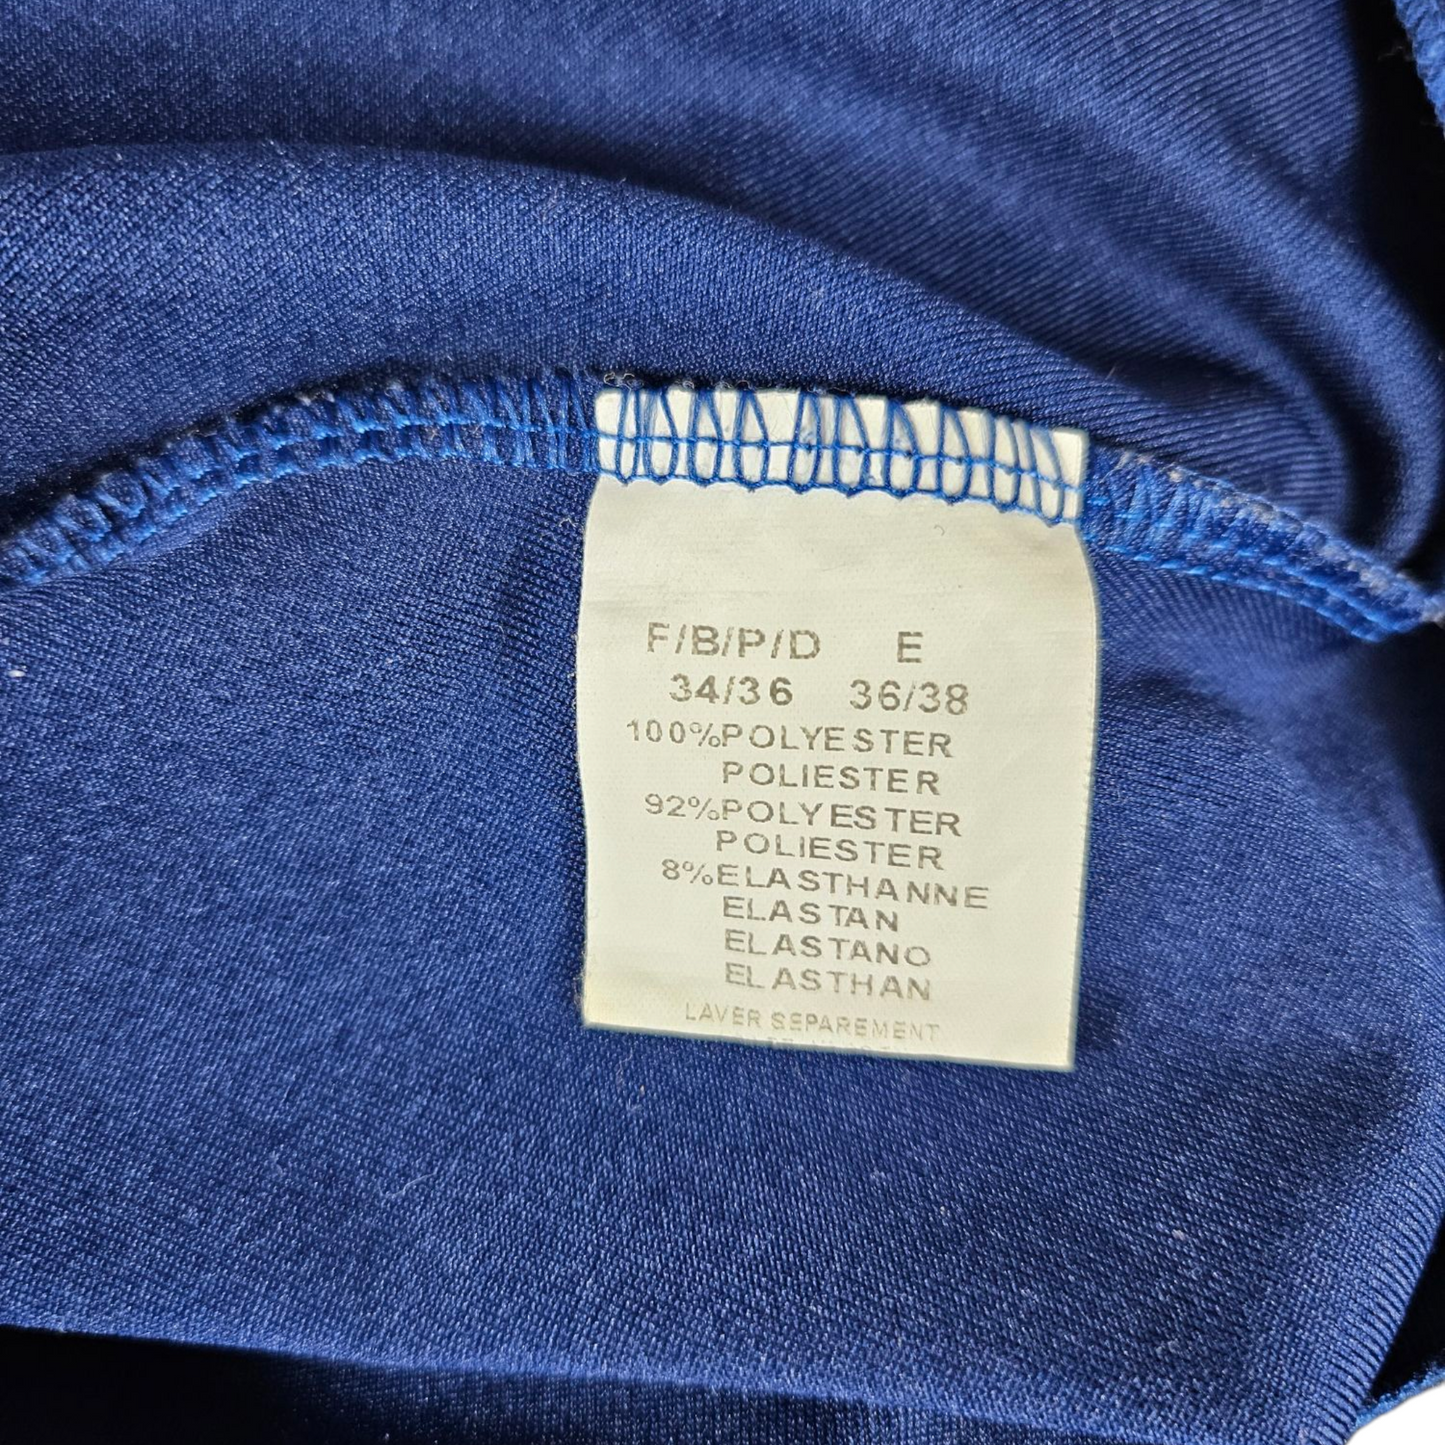 F/B/P/D E
34/36 36/38
100%POLYESTER
POLIESTER
92%POLYESTER
POLIESTER
8%ELASTHANNE
ELASTAN
ELASTANO
ELASTHAN
LAVER SEPAREMENT